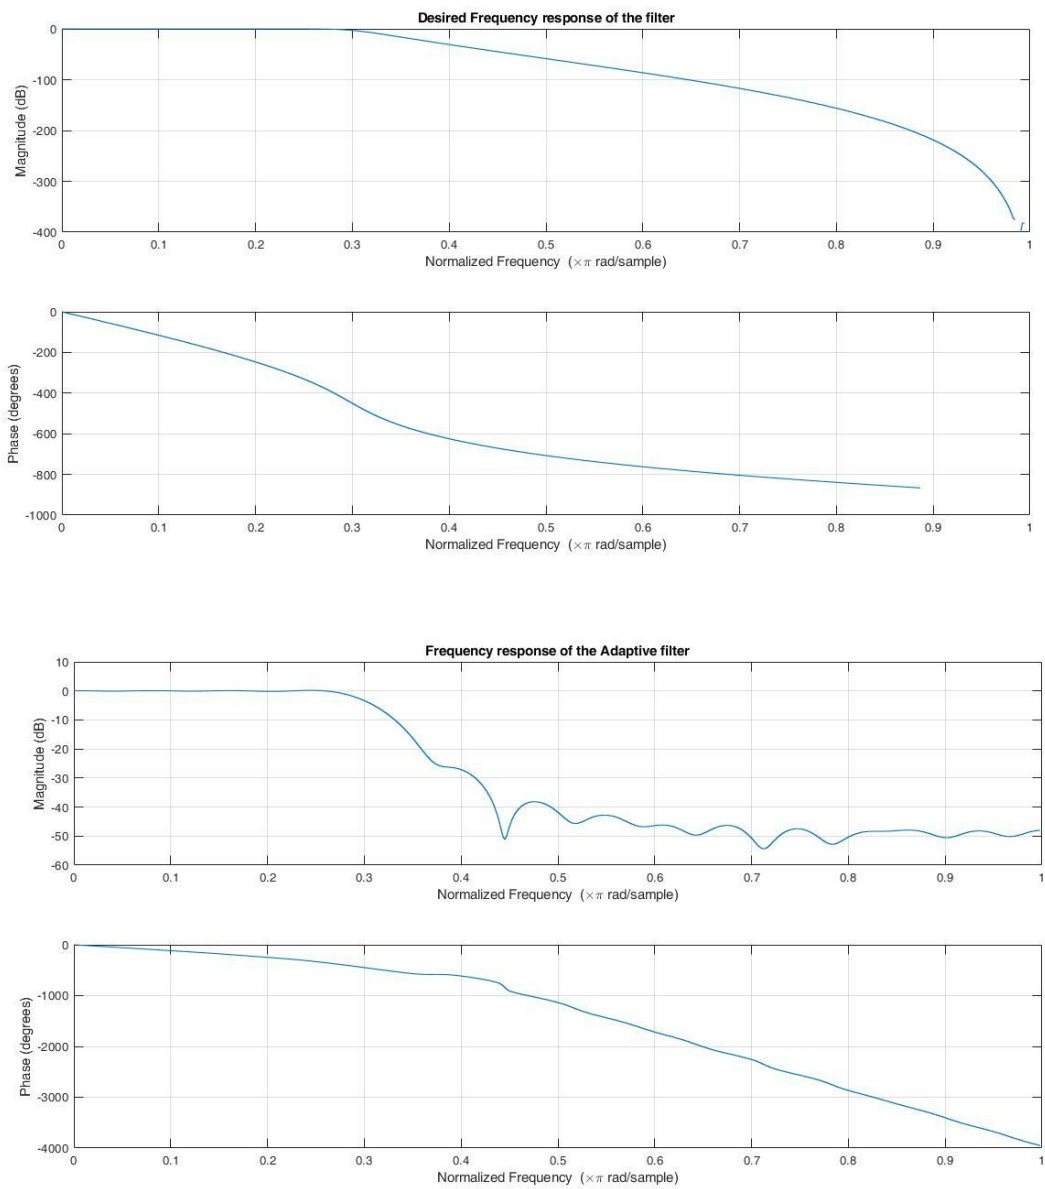 Desired Frequency response of the filter
0
-100
-200
-300
-400
Magnitude (dB)
0 0.1 0.2 0.3 0.4 0.5 0.6 0.7 0.8 0.9 1
Normalized Frequency (×π rad/sample)
0
-200
-400
-600
-800
-1000
Phase (degrees)
0 0.1 0.2 0.3 0.4 0.5 0.6 0.7 0.8 0.9 1
Normalized Frequency (×π rad/sample)
Frequency response of the Adaptive filter
10
0
-10
-20
-30
-40
-50
-60
Magnitude (dB)
0 0.1 0.2 0.3 0.4 0.5 0.6 0.7 0.8 0.9 1
Normalized Frequency (×π rad/sample)
0
-1000
-2000
-3000
-4000
Phase (degrees)
0 0.1 0.2 0.3 0.4 0.5 0.6 0.7 0.8 0.9 1
Normalized Frequency (×π rad/sample)